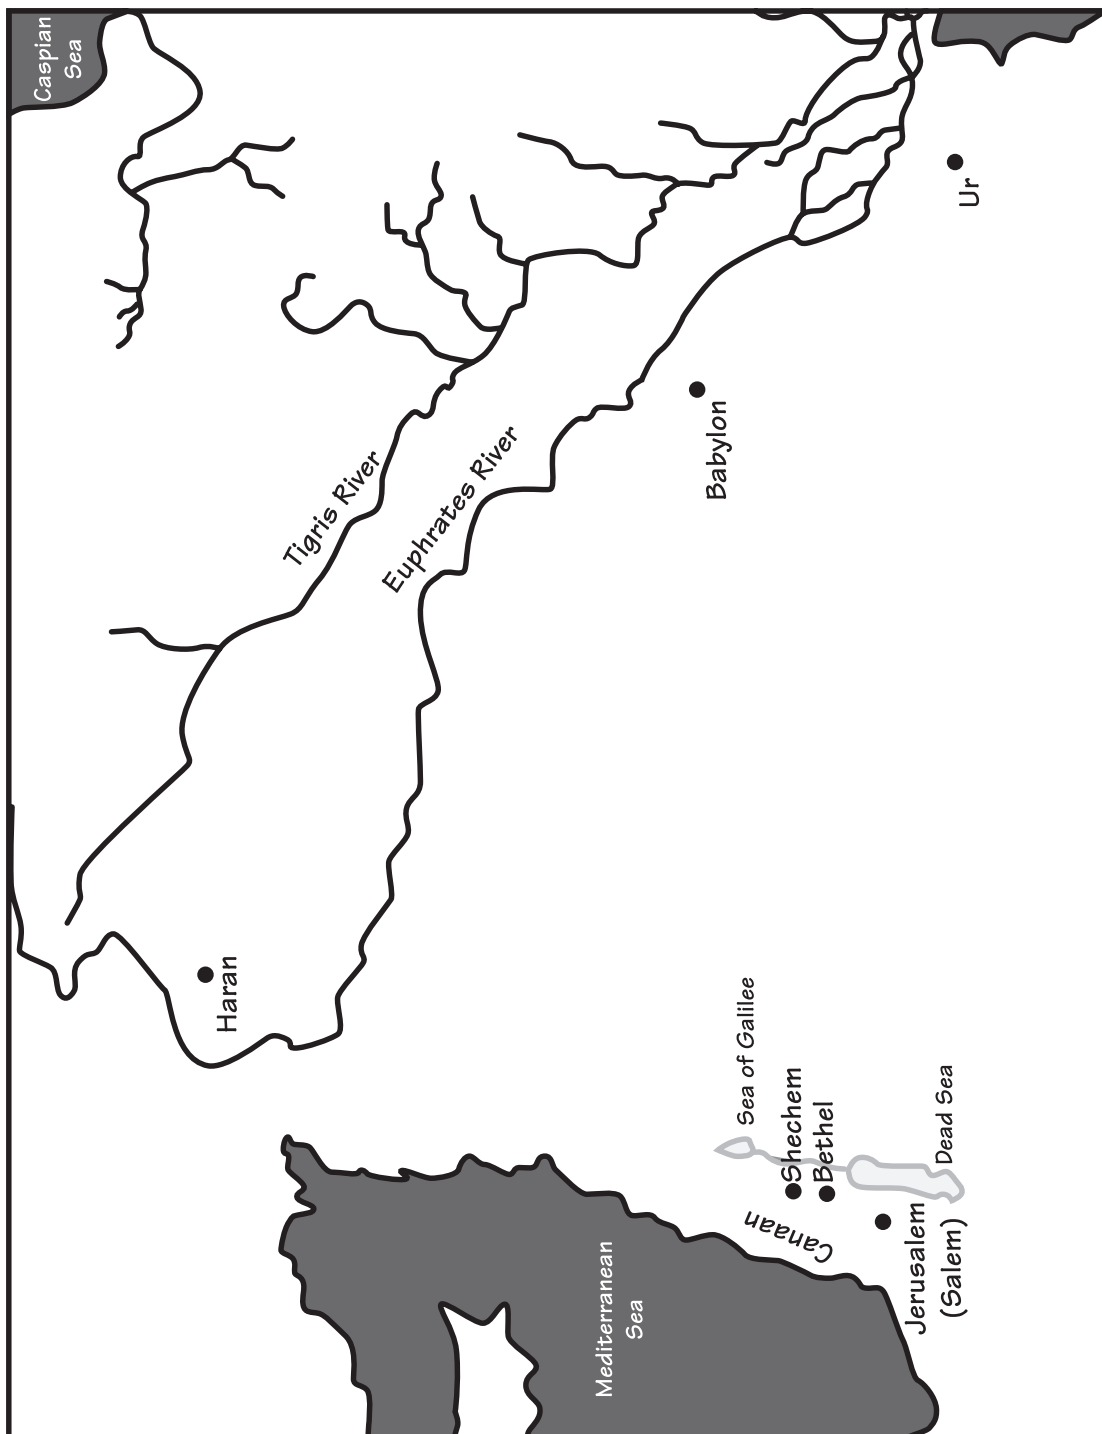 Caspian
Sea
Tigris River
Euphrates River
Ur
Babylon
Haran
Mediterranean
Sea
Sea of Galilee
Shechem
Bethel
Canaan
Dead Sea
Jerusalem
(Salem)